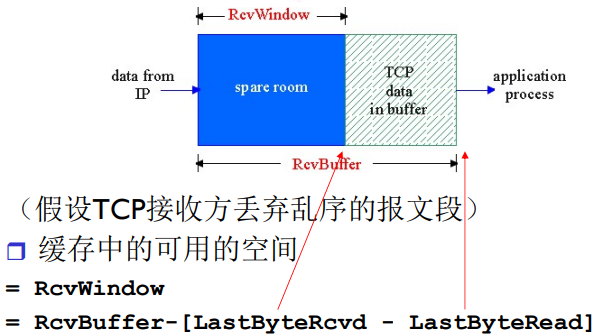 RcvWindow
data from
IP
spare room
TCP
data
in buffer
application
process
RcvBuffer
（假设TCP接收方丢弃乱序的报文段）
缓存中的可用的空间
= RcvWindow
= RcvBuffer-[LastByteRcvd - LastByteRead]